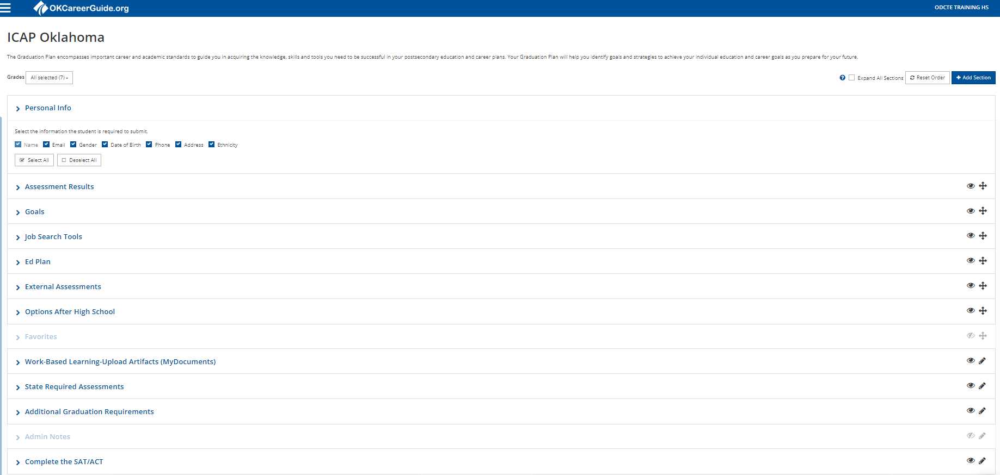 OKCareerGuide.org
ODCTE TRAINING HS
ICAP Oklahoma
The Graduation Plan encompasses important career and academic standards to guide you in acquiring the knowledge, skills and tools you need to be successful in your postsecondary education and career plans. Your Graduation Plan will help you identify goals and strategies to achieve your individual education and career goals as you prepare for your future.
Grades All selected (7) Expand All Sections Reset Order Add Section
Personal Info
Select the information the student is required to submit.
Name Email Gender Date of Birth Phone Address Ethnicity
Select All Deselect All
Assessment Results
Goals
Job Search Tools
Ed Plan
External Assessments
Options After High School
Favorites
Work-Based Learning-Upload Artifacts (MyDocuments)
State Required Assessments
Additional Graduation Requirements
Admin Notes
Complete the SAT/ACT